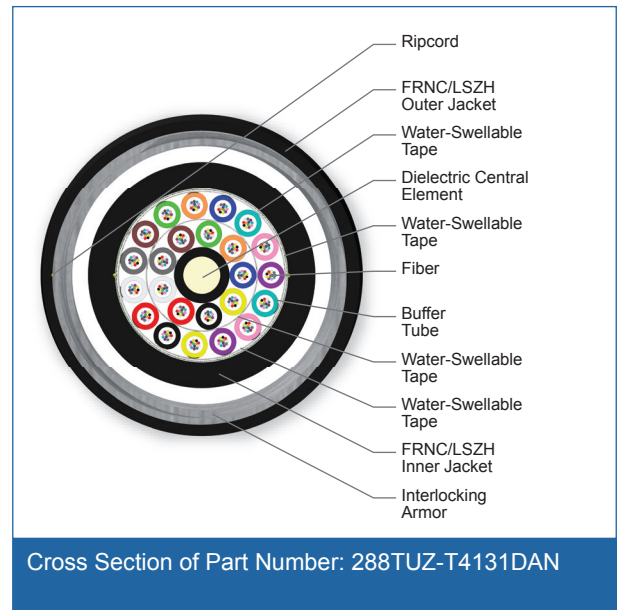 Ripcord
FRNC/LSZH
Outer Jacket
Water-Swellable
Tape
Dielectric Central
Element
Water-Swellable
Tape
Fiber
Buffer
Tube
Water-Swellable
Tape
Water-Swellable
Tape
FRNC/LSZH
Inner Jacket
Interlocking
Armor
Cross Section of Part Number: 288TUZ-T4131DAN